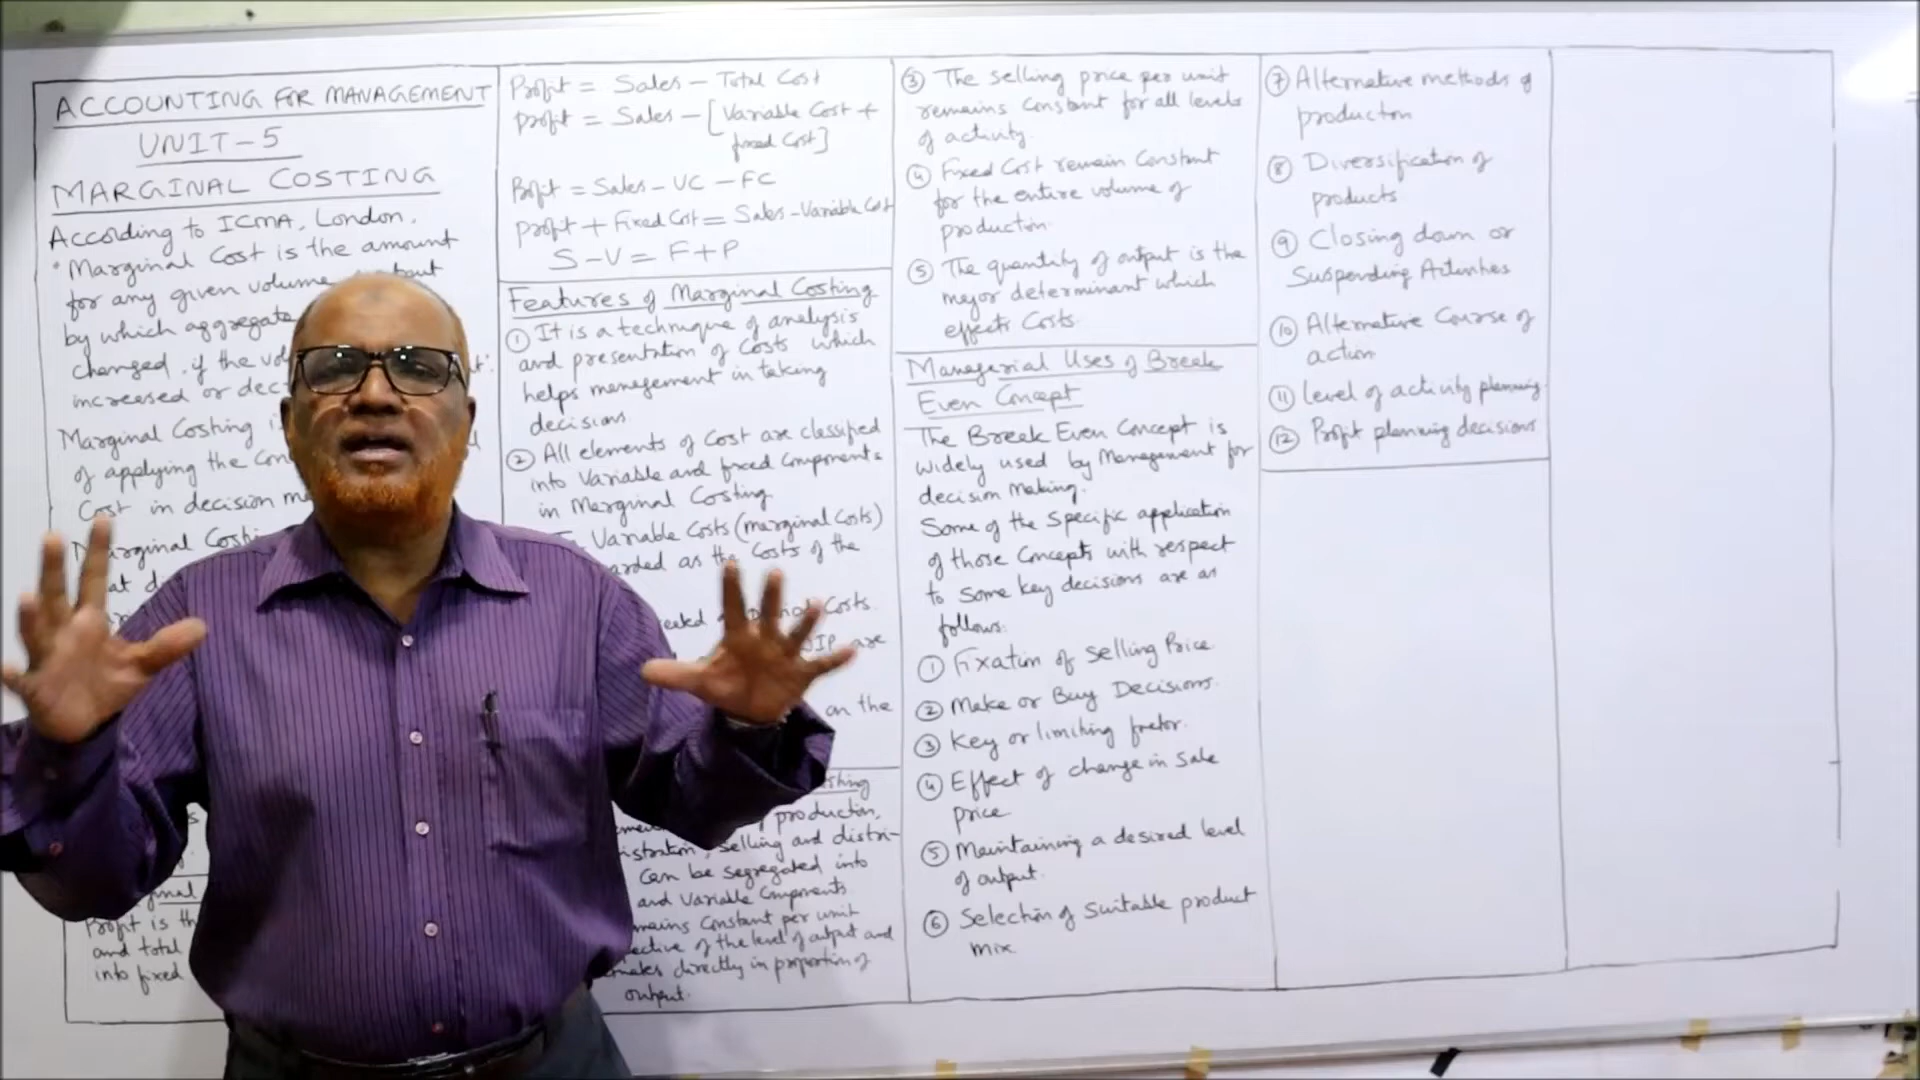 ACCOUNTING FOR MANAGEMENT
UNIT-5
MARGINAL COSTING
According to ICMA, London,
"Marginal Cost is the amount
for any given volume
by which aggregate
changed, if the
increased or
Marginal Costing
of applying the
Cost in decision
Marginal
Profit is
and total
into fixed
Profit = Sales - Total Cost
Profit = Sales - [Variable Cost +
fixed Cost]
Profit = Sales - VC - FC
profit + Fixed Cost = Sales - Variable Cost
S-V = F+P
Features of Marginal Costing
① It is a technique of analysis
and presentation of Costs which
helps management in taking
decisions
② All elements of Cost are classified
into Variable and fixed Components
in Marginal Costing
Variable Costs (marginal Costs)
as the Costs of the
Costs.
WIP are
on the
production,
selling and distri-
Can be segregated into
and Variable Components
Constant per unit
of the level of output and
directly in proportion of
output.
③ The selling price per unit
remains Constant for all levels
of activity.
④ Fixed Cost remain Constant
for the entire volume of
production.
⑤ The quantity of output is the
major determinant which
effects Costs.
Managerial Uses of Break
Even Concept
The Break Even Concept is
widely used by Management for
decision Making.
Some of the Specific application
of those Concepts with respect
to some key decisions are as
follows.
① Fixation of Selling Price.
② Make or Buy Decisions.
③ Key or limiting factor.
④ Effect of change in Sale
price.
⑤ Maintaining a desired level
of output.
⑥ Selection of Suitable product
mix.
⑦ Alternative methods of
production
⑧ Diversification of
products
⑨ Closing down or
Suspending Activities
⑩ Alternative Course of
action
⑪ level of activity planning
⑫ Profit planning decisions